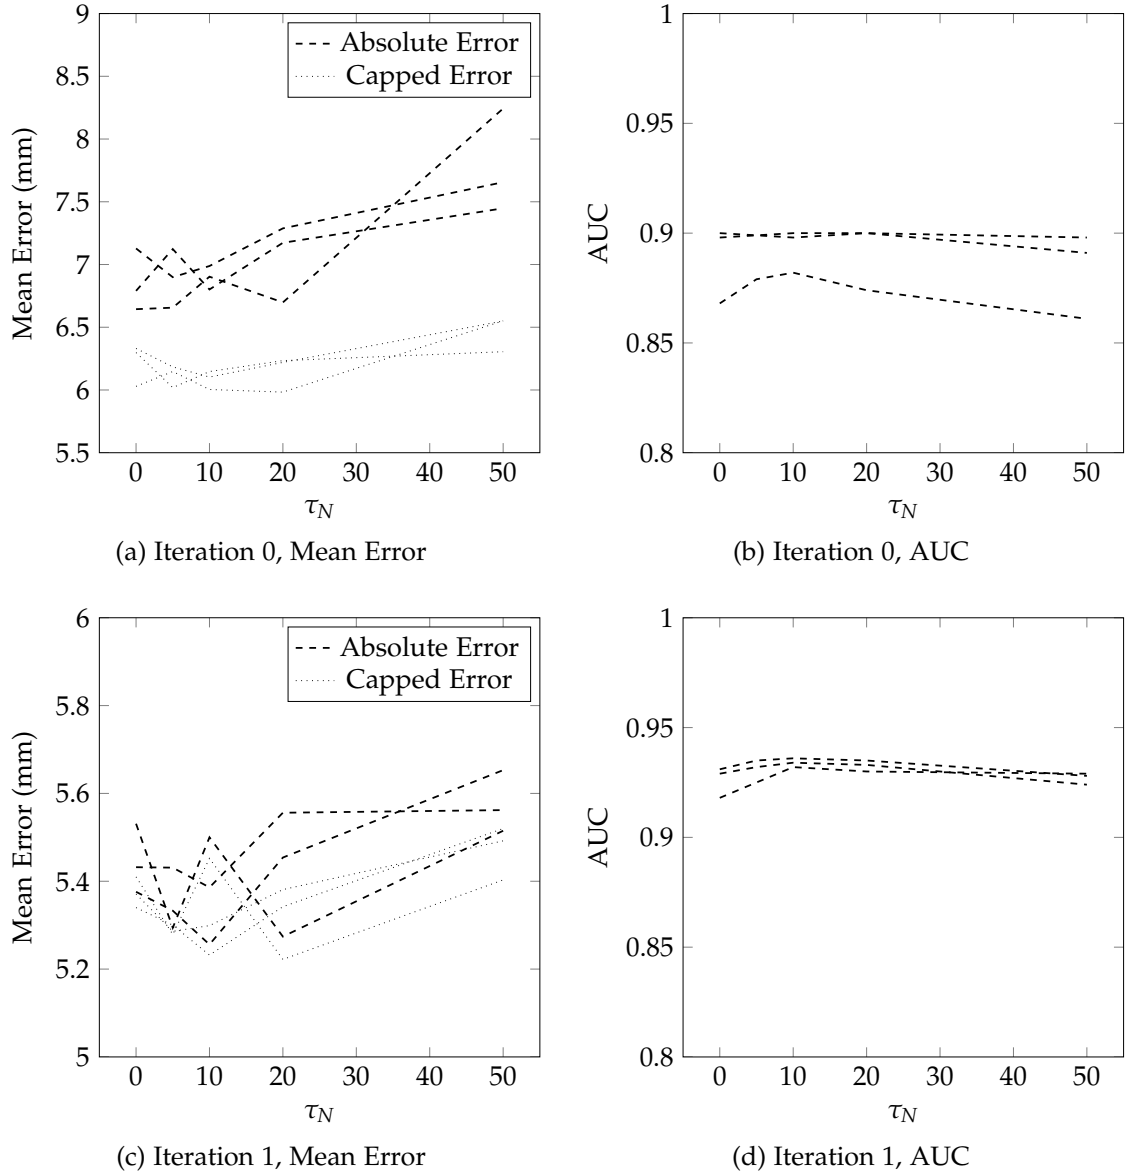 9
8.5
8
7.5
7
6.5
6
5.5
Mean Error (mm)
Absolute Error
Capped Error
0 10 20 30 40 50
τN
(a) Iteration 0, Mean Error
1
0.95
0.9
0.85
0.8
AUC
0 10 20 30 40 50
τN
(b) Iteration 0, AUC
6
5.8
5.6
5.4
5.2
5
Mean Error (mm)
Absolute Error
Capped Error
0 10 20 30 40 50
τN
(c) Iteration 1, Mean Error
1
0.95
0.9
0.85
0.8
AUC
0 10 20 30 40 50
τN
(d) Iteration 1, AUC